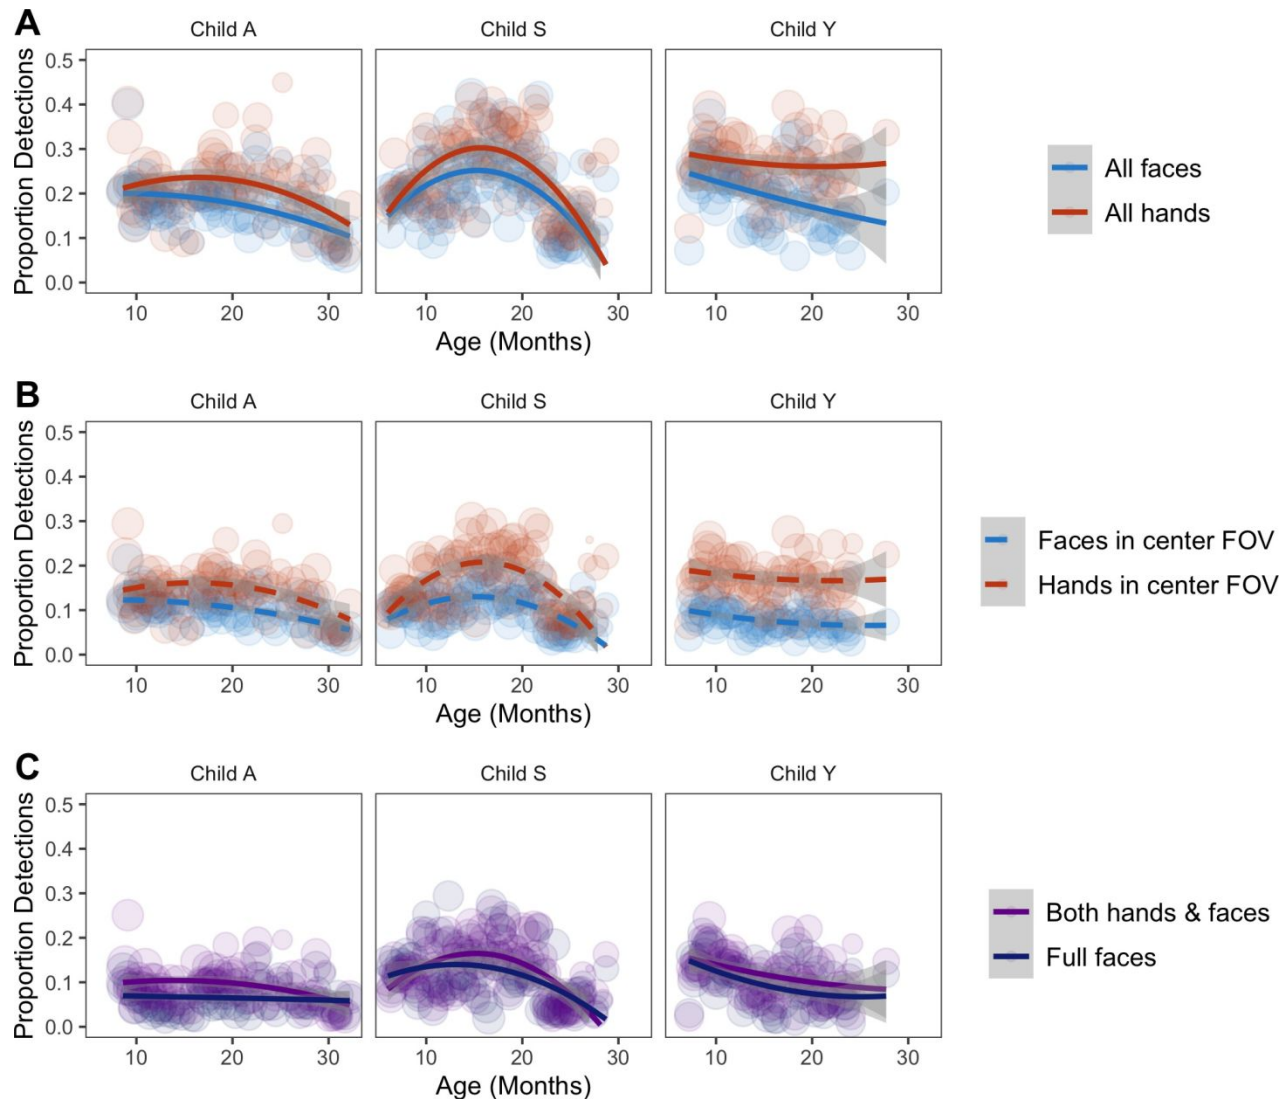 A
Child A Child S Child Y
Proportion Detections
0.5
0.4
0.3
0.2
0.1
0.0
10 20 30 10 20 30 10 20 30
Age (Months)
All faces
All hands
B
Child A Child S Child Y
Proportion Detections
0.5
0.4
0.3
0.2
0.1
0.0
10 20 30 10 20 30 10 20 30
Age (Months)
Faces in center FOV
Hands in center FOV
C
Child A Child S Child Y
Proportion Detections
0.5
0.4
0.3
0.2
0.1
0.0
10 20 30 10 20 30 10 20 30
Age (Months)
Both hands & faces
Full faces